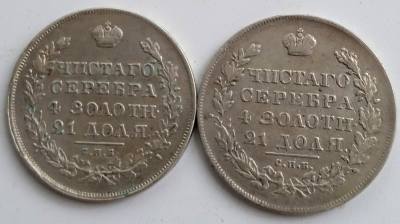 ЧИСТАГО
СЕРЕБРА
4 ЗОЛОТН.
21 ДОЛЯ.
С.П.Б.
ЧИСТАГО
СЕРЕБРА
4 ЗОЛОТН.
21 ДОЛЯ.
С.П.Б.